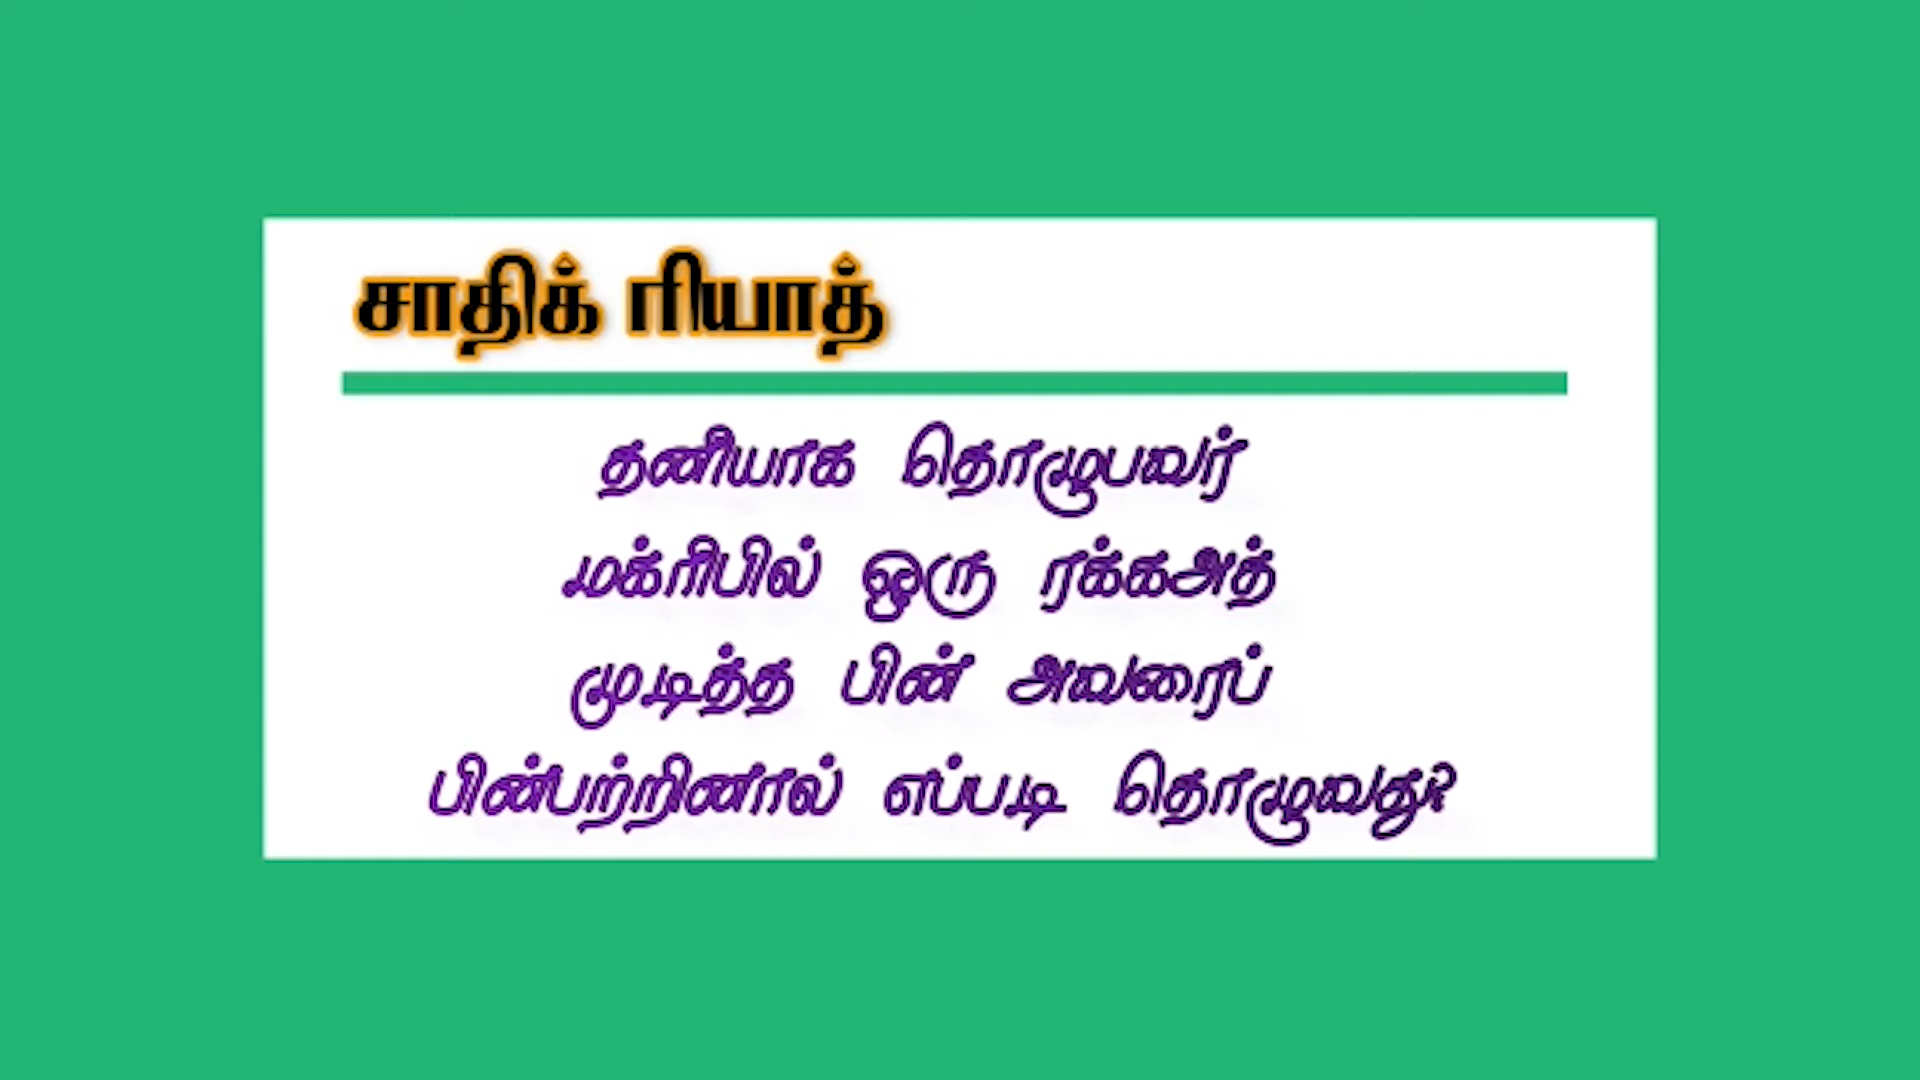 சாதிக் ரியாத்
தனியாக தொழுபவர்
மக்ரிபில் ஒரு ரக்கஅத்
முடித்த பின் அவரைப்
பின்பற்றினால் எப்படி தொழுவது?